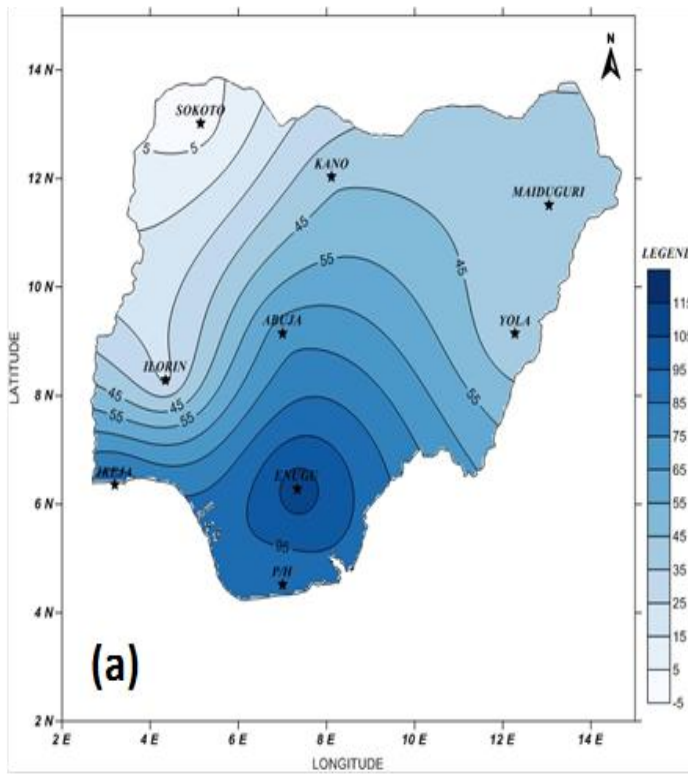 N
14 N
12 N
10 N
8 N
6 N
4 N
2 N
LATITUDE
SOKOTO
5
5
KANO
MAIDUGURI
45
45
55
ABUJA
YOLA
ILORIN
45
45
55
55
IKEJA
ENUGU
95
P/H
(a)
2 E
4 E
6 E
8 E
10 E
12 E
14 E
LONGITUDE
LEGEND
115
105
95
85
75
65
55
45
35
25
15
5
-5